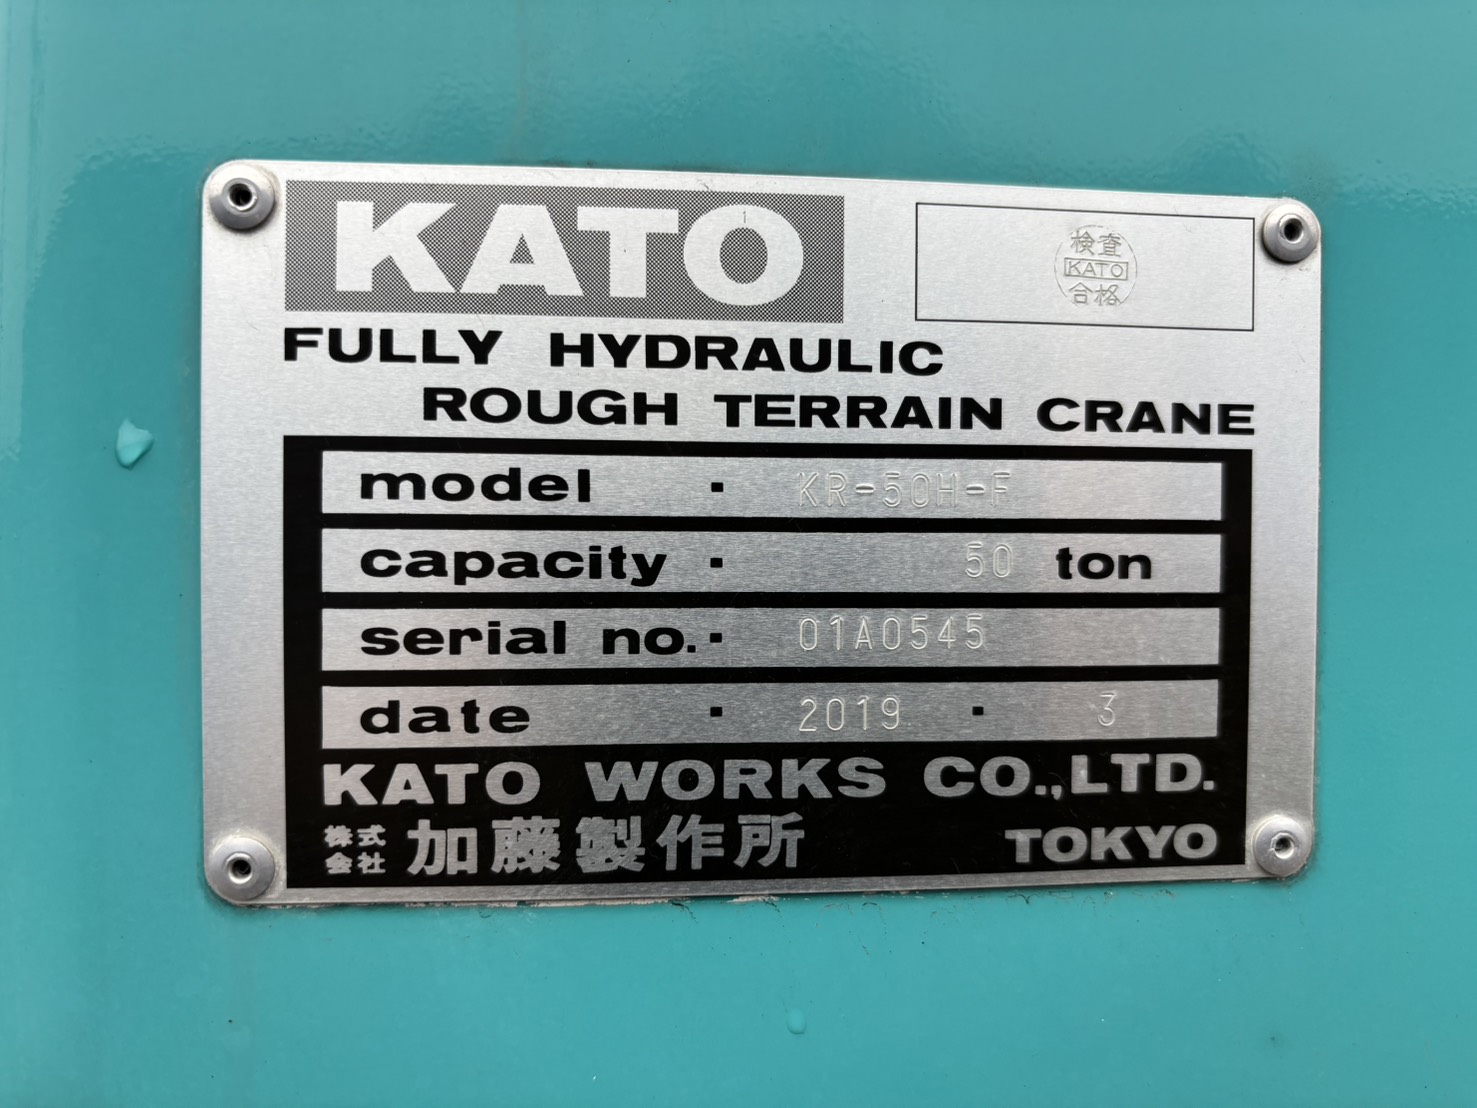 KATO
1
検査
KATO
合格
FULLY HYDRAULIC
ROUGH TERRAIN CRANE
model · KR-50H-F
capacity · 50 ton
serial no. · 01A0545
date · 2019 · 3
KATO WORKS CO.,LTD.
株式会社 加藤製作所 TOKYO